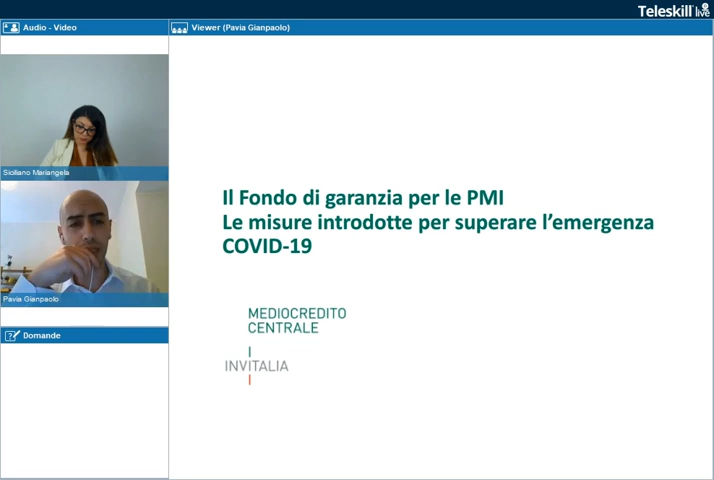 Teleskill live
Audio - Video
Viewer (Pavia Gianpaolo)
Siciliano Mariangela
Pavia Gianpaolo
Domande
Il Fondo di garanzia per le PMI
Le misure introdotte per superare l’emergenza
COVID-19
MEDIOCREDITO
CENTRALE
INVITALIA